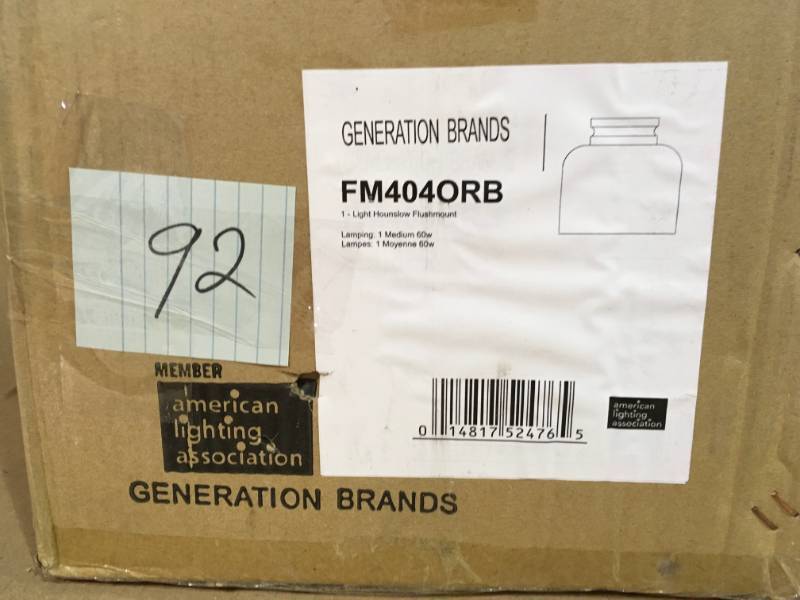 GENERATION BRANDS
FM404ORB
1 - Light Hounslow Flushmount
Lamping: 1 Medium 60w
Lampes: 1 Moyenne 60w
92
MEMBER
american
lighting
association
0 14817 52476 5
american
lighting
association
GENERATION BRANDS